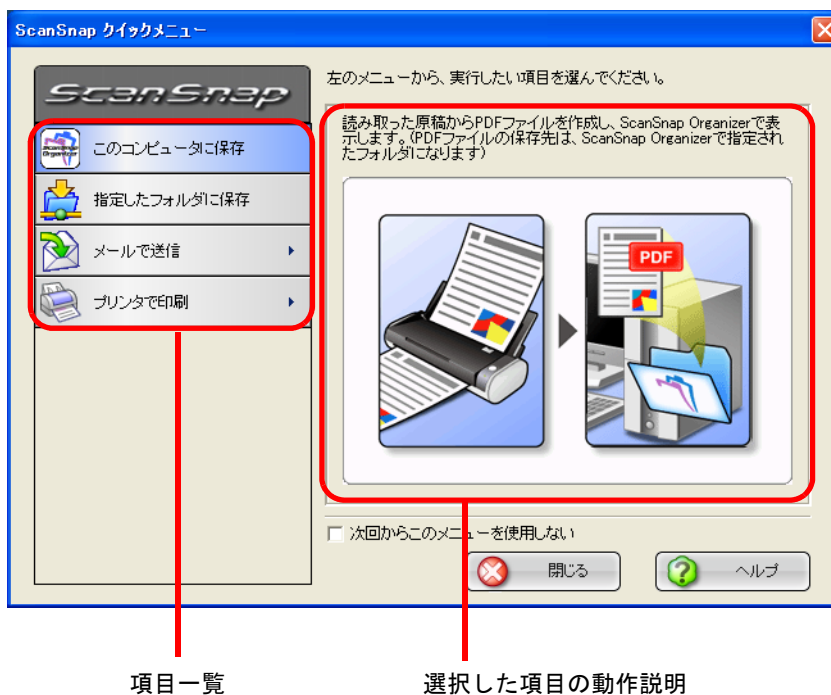 ScanSnap クイックメニュー
ScanSnap
左のメニューから、実行したい項目を選んでください。
このコンピュータに保存
指定したフォルダに保存
メールで送信
プリンタで印刷
読み取った原稿からPDFファイルを作成し、ScanSnap Organizerで表
示します。(PDFファイルの保存先は、ScanSnap Organizerで指定され
たフォルダになります)
PDF
次回からこのメニューを使用しない
閉じる
ヘルプ
項目一覧
選択した項目の動作説明